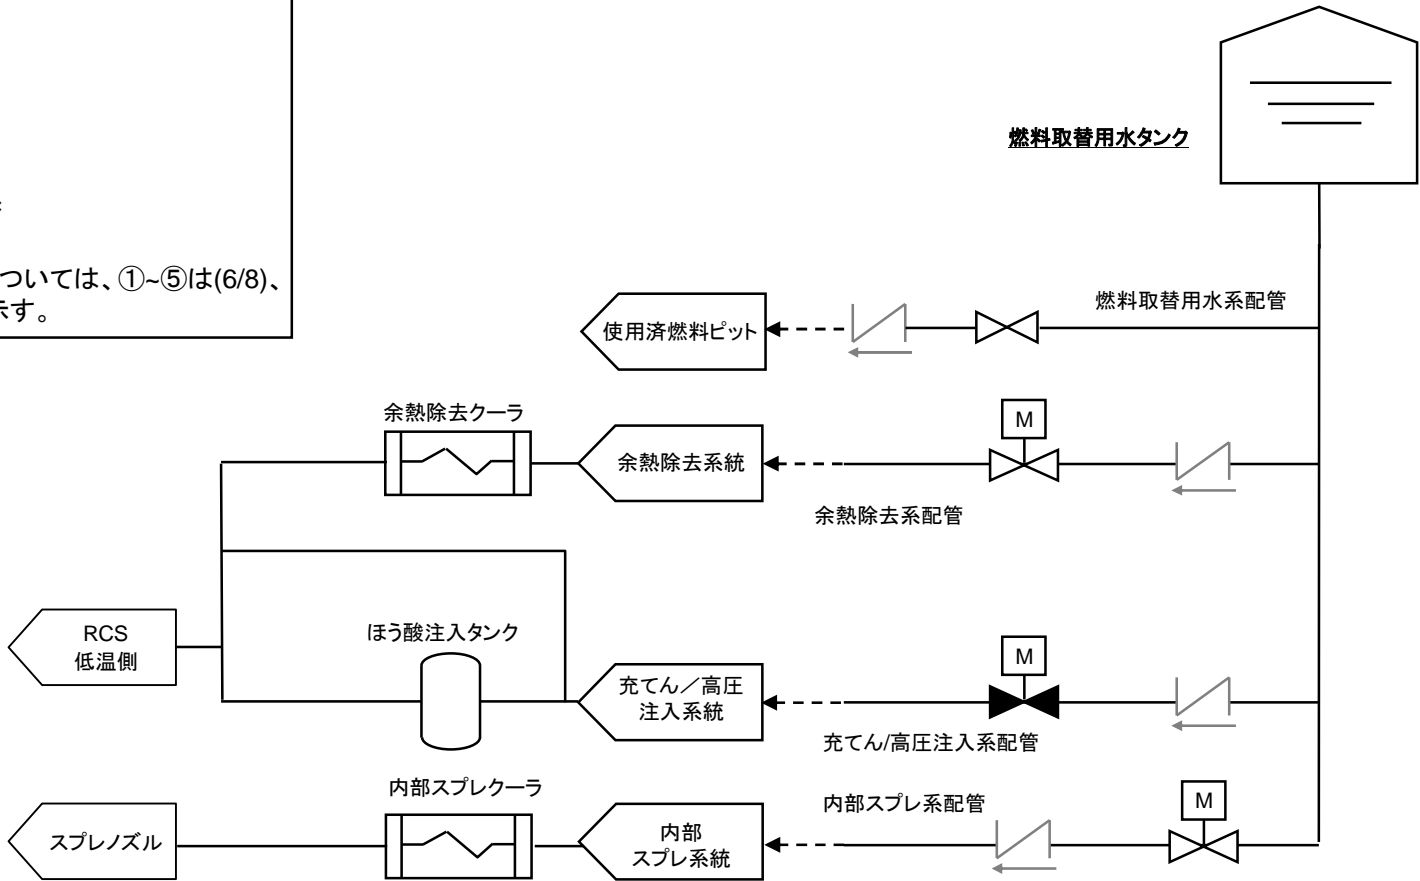 燃料取替用水タンク
ついては、①~⑤は(6/8)、
示す。
燃料取替用水系配管
使用済燃料ピット
余熱除去クーラ
M
余熱除去系統
余熱除去系配管
RCS
低温側
ほう酸注入タンク
M
充てん／高圧
注入系統
充てん/高圧注入系配管
内部スプレクーラ
内部スプレ系配管
M
スプレノズル
内部
スプレ系統